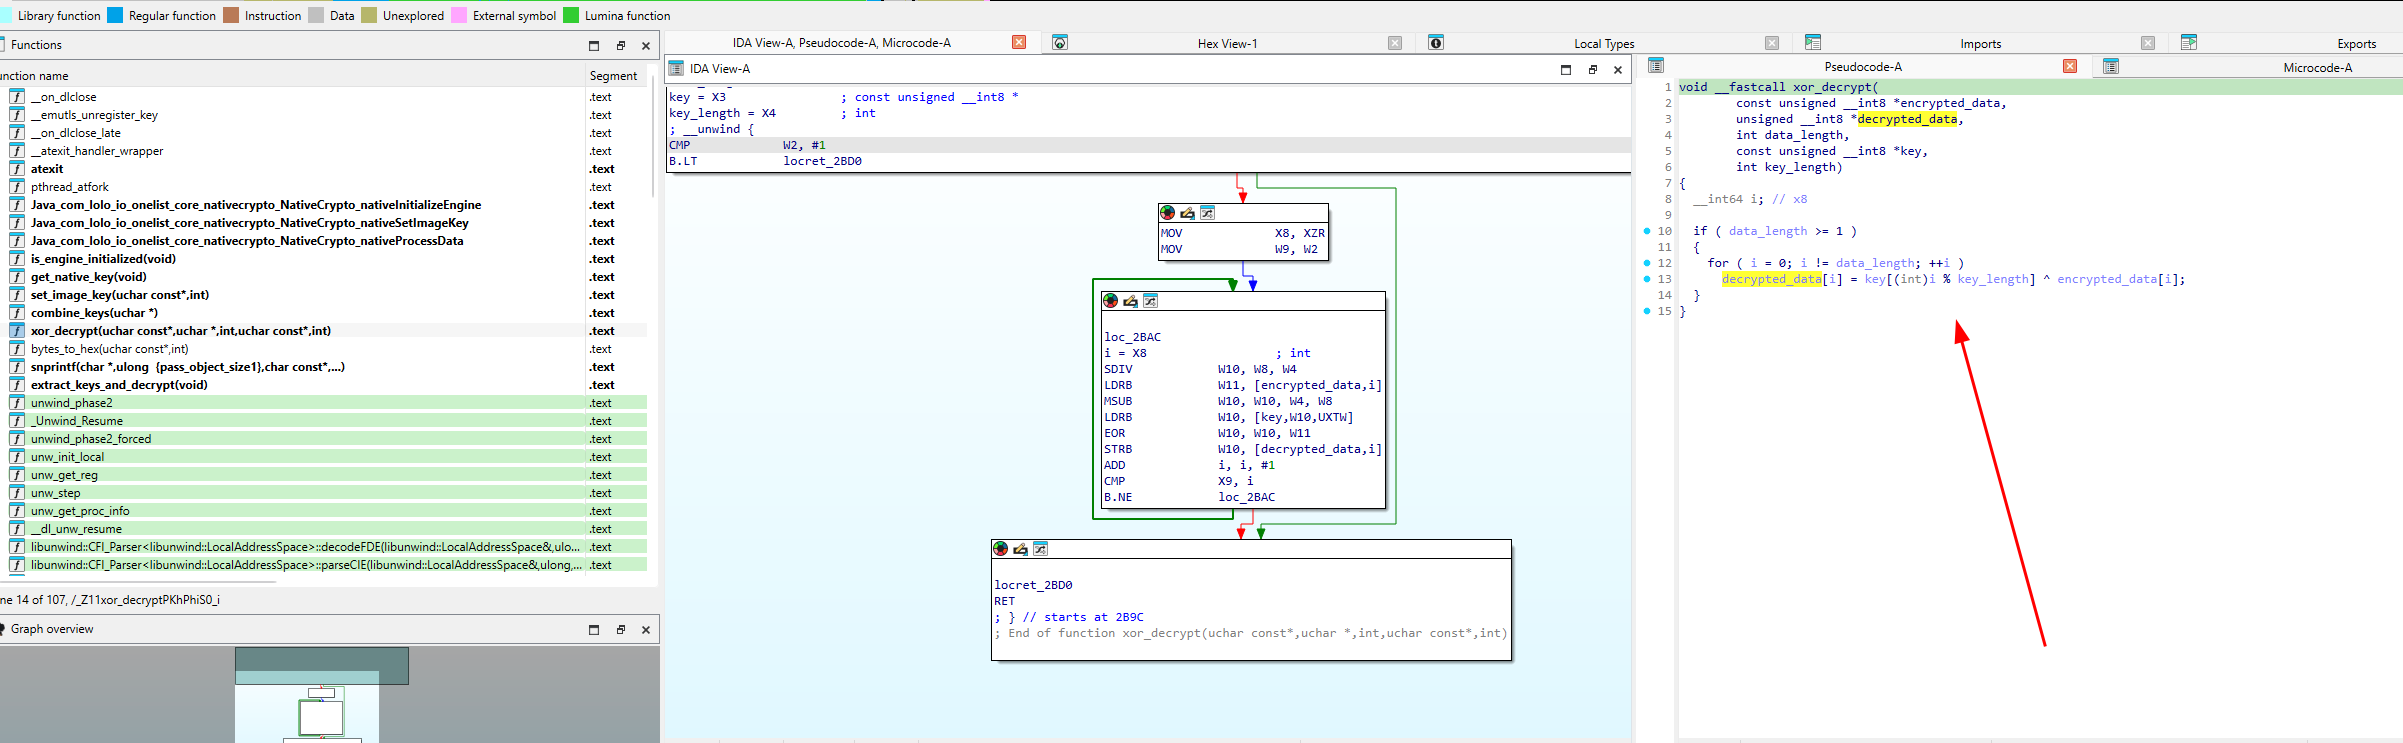 Library function Regular function Instruction Data Unexplored External symbol Lumina function
Functions
unction name Segment
__on_dlclose .text
__emutls_unregister_key .text
__on_dlclose_late .text
__atexit_handler_wrapper .text
atexit .text
pthread_atfork .text
Java_com_lolo_io_onelist_core_nativecrypto_NativeCrypto_nativeInitializeEngine .text
Java_com_lolo_io_onelist_core_nativecrypto_NativeCrypto_nativeSetImageKey .text
Java_com_lolo_io_onelist_core_nativecrypto_NativeCrypto_nativeProcessData .text
is_engine_initialized(void) .text
get_native_key(void) .text
set_image_key(uchar const*,int) .text
combine_keys(uchar *) .text
xor_decrypt(uchar const*,uchar *,int,uchar const*,int) .text
bytes_to_hex(uchar const*,int) .text
snprintf(char *,ulong {pass_object_size1},char const*,...) .text
extract_keys_and_decrypt(void) .text
unwind_phase2 .text
_Unwind_Resume .text
unwind_phase2_forced .text
unw_init_local .text
unw_get_reg .text
unw_step .text
unw_get_proc_info .text
__dl_unw_resume .text
libunwind::CFI_Parser<libunwind::LocalAddressSpace>::decodeFDE(libunwind::LocalAddressSpace&,ulo... .text
libunwind::CFI_Parser<libunwind::LocalAddressSpace>::parseCIE(libunwind::LocalAddressSpace&,ulong,... .text
ne 14 of 107, /_Z11xor_decryptPKhPhiS0_i
Graph overview
IDA View-A, Pseudocode-A, Microcode-A Hex View-1 Local Types Imports Exports
IDA View-A
key = X3 ; const unsigned __int8 *
key_length = X4 ; int
; __unwind {
CMP W2, #1
B.LT locret_2BD0
MOV X8, XZR
MOV W9, W2
loc_2BAC
i = X8 ; int
SDIV W10, W8, W4
LDRB W11, [encrypted_data,i]
MSUB W10, W10, W4, W8
LDRB W10, [key,W10,UXTW]
EOR W10, W10, W11
STRB W10, [decrypted_data,i]
ADD i, i, #1
CMP X9, i
B.NE loc_2BAC
locret_2BD0
RET
; } // starts at 2B9C
; End of function xor_decrypt(uchar const*,uchar *,int,uchar const*,int)
Pseudocode-A Microcode-A
1 void __fastcall xor_decrypt(
2 const unsigned __int8 *encrypted_data,
3 unsigned __int8 *decrypted_data,
4 int data_length,
5 const unsigned __int8 *key,
6 int key_length)
7 {
8 __int64 i; // x8
9
10 if ( data_length >= 1 )
11 {
12 for ( i = 0; i != data_length; ++i )
13 decrypted_data[i] = key[(int)i % key_length] ^ encrypted_data[i];
14 }
15 }